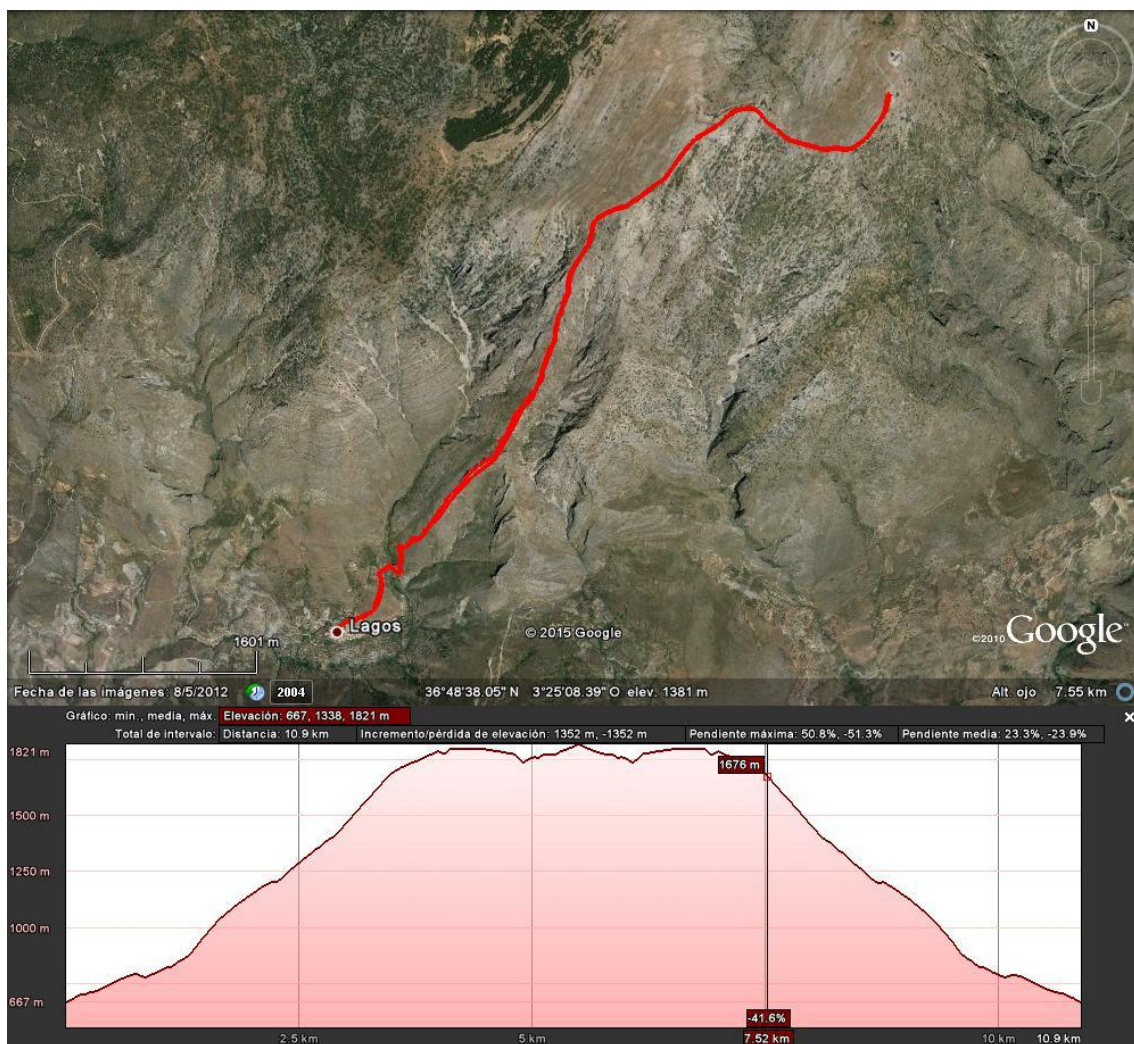 N
Lagos
1601 m
© 2015 Google
©2010 Google™
Fecha de las imágenes: 8/5/2012 2004 36°48'38.05" N 3°25'08.39" O elev. 1381 m Alt. ojo 7.55 km
Gráfico: min., media, máx. Elevación: 667, 1338, 1821 m
Total de intervalo: Distancia: 10.9 km Incremento/pérdida de elevación: 1352 m, -1352 m Pendiente máxima: 50.8%, -51.3% Pendiente media: 23.3%, -23.9%
1821 m
1676 m
1500 m
1250 m
1000 m
667 m
-41.6%
2.5 km 5 km 7.52 km 10 km 10.9 km